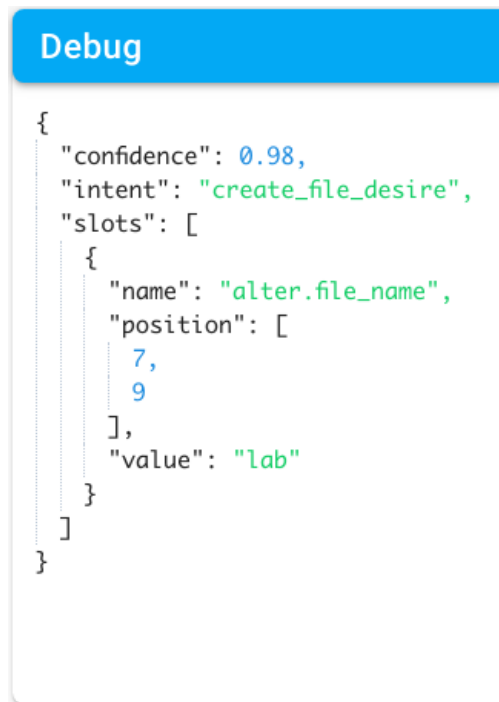 Debug
{
  "confidence": 0.98,
  "intent": "create_file_desire",
  "slots": [
    {
      "name": "alter.file_name",
      "position": [
        7,
        9
      ],
      "value": "lab"
    }
  ]
}